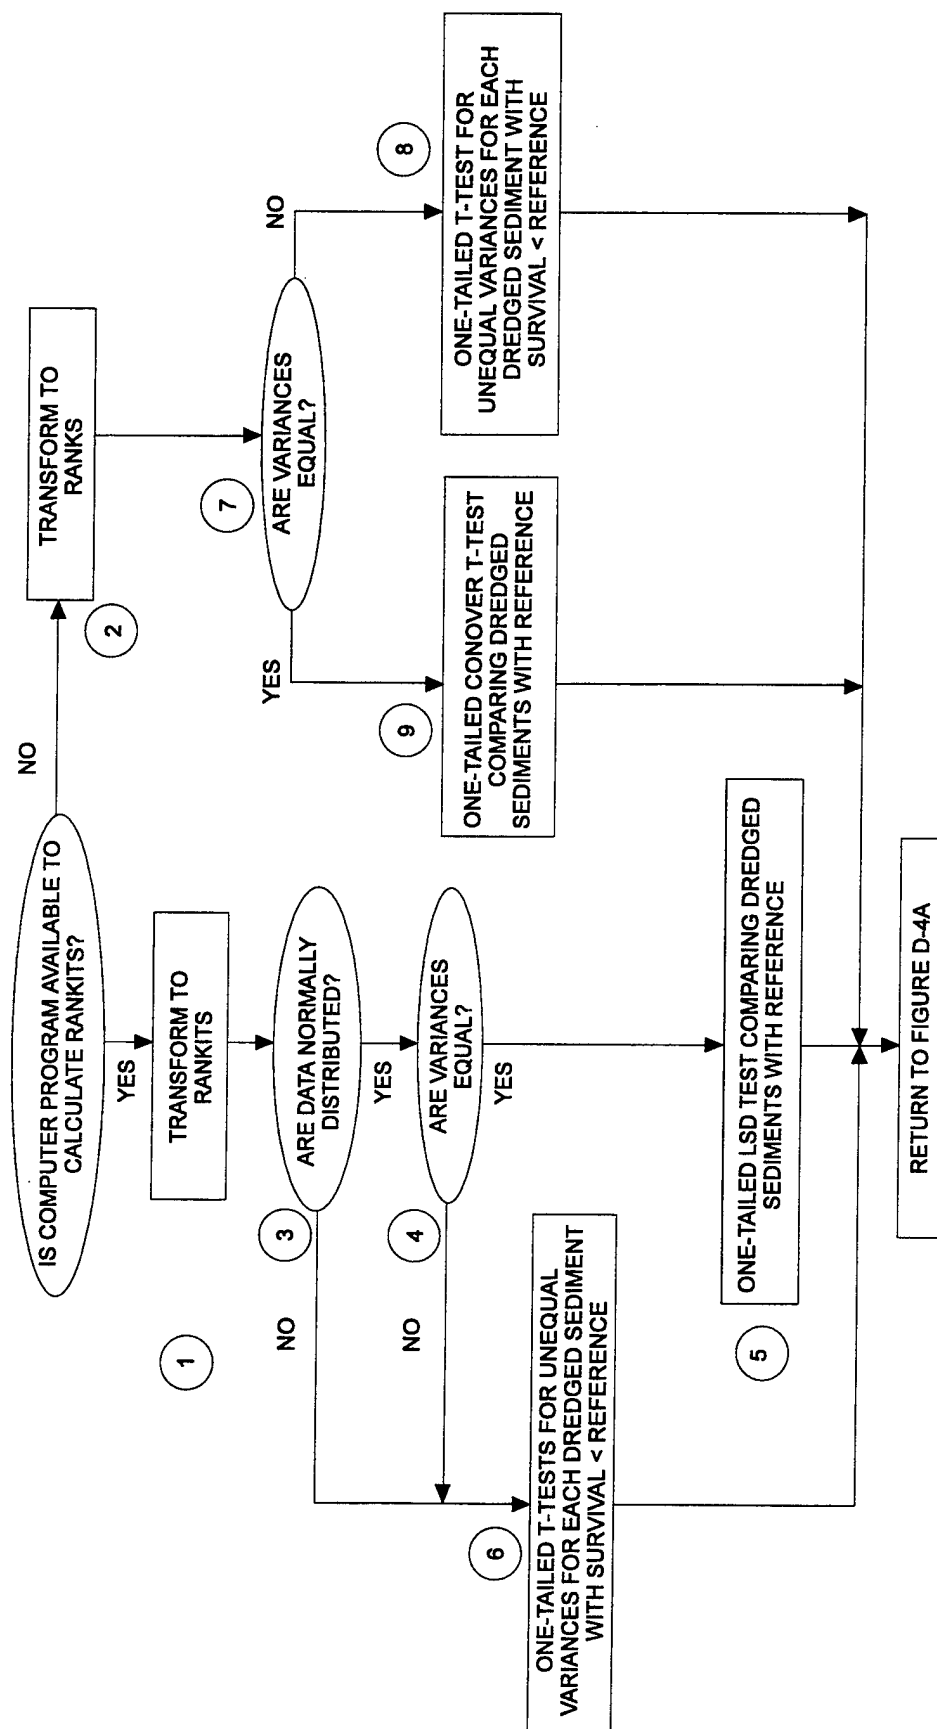 IS COMPUTER PROGRAM AVAILABLE TO
CALCULATE RANKITS?
NO
YES
1
TRANSFORM TO
RANKITS
2
TRANSFORM TO
RANKS
3
ARE DATA NORMALLY
DISTRIBUTED?
NO
YES
7
ARE VARIANCES
EQUAL?
YES
NO
4
ARE VARIANCES
EQUAL?
NO
YES
6
ONE-TAILED T-TESTS FOR UNEQUAL
VARIANCES FOR EACH DREDGED SEDIMENT
WITH SURVIVAL < REFERENCE
9
ONE-TAILED CONOVER T-TEST
COMPARING DREDGED
SEDIMENTS WITH REFERENCE
8
ONE-TAILED T-TEST FOR
UNEQUAL VARIANCES FOR EACH
DREDGED SEDIMENT WITH
SURVIVAL < REFERENCE
5
ONE-TAILED LSD TEST COMPARING DREDGED
SEDIMENTS WITH REFERENCE
RETURN TO FIGURE D-4A